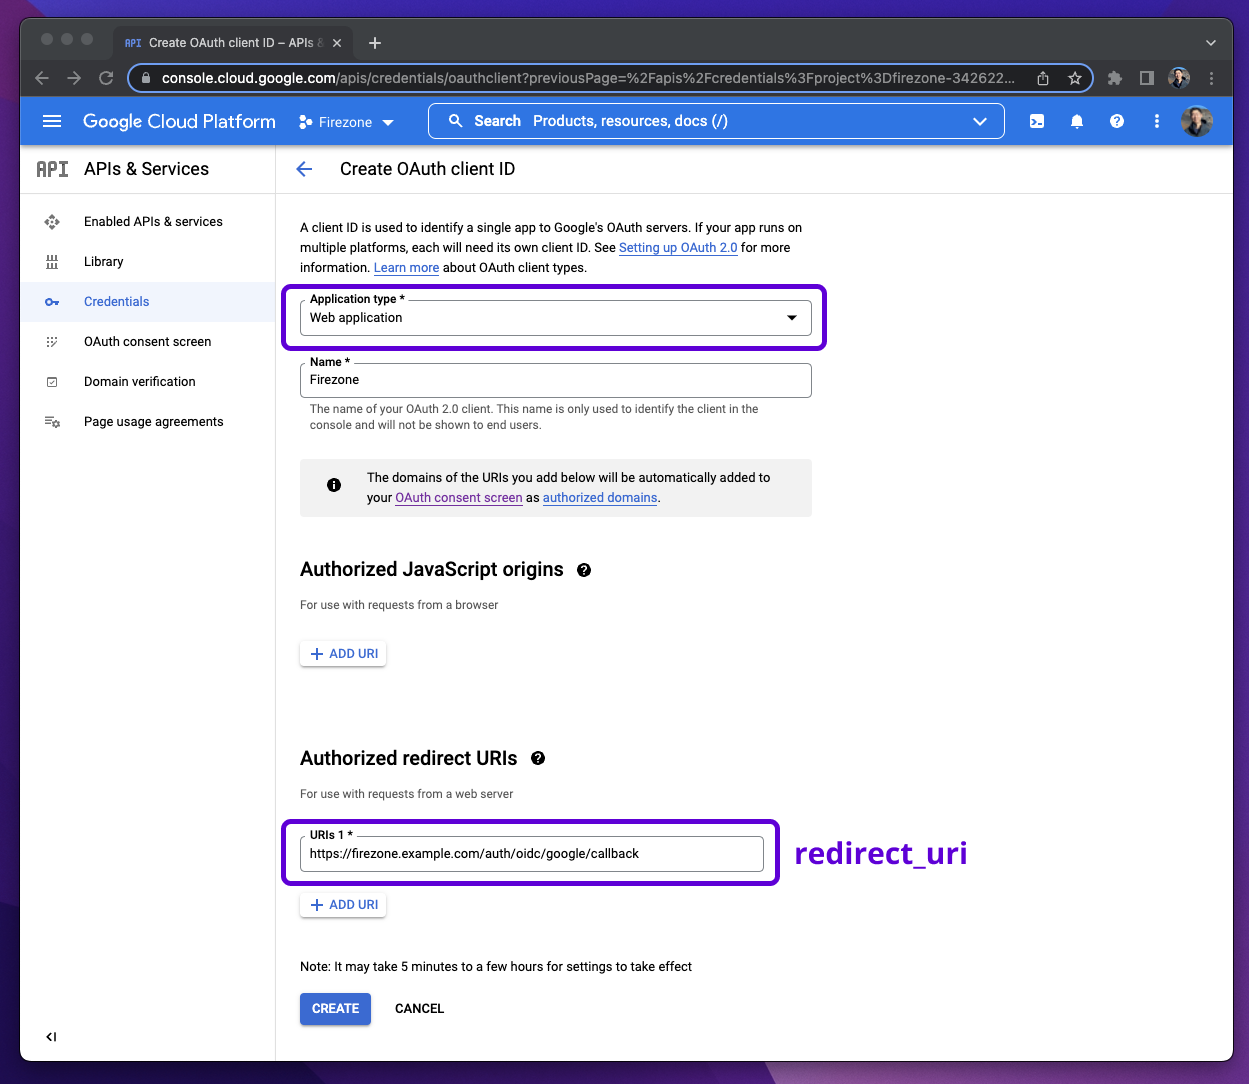 API Create OAuth client ID – APIs &
console.cloud.google.com/apis/credentials/oauthclient?previousPage=%2Fapis%2Fcredentials%3Fproject%3Dfirezone-342622...
Google Cloud Platform Firezone Search Products, resources, docs (/)
API APIs & Services
Create OAuth client ID
Enabled APIs & services
Library
Credentials
OAuth consent screen
Domain verification
Page usage agreements
A client ID is used to identify a single app to Google's OAuth servers. If your app runs on
multiple platforms, each will need its own client ID. See Setting up OAuth 2.0 for more
information. Learn more about OAuth client types.
Application type *
Web application
Name *
Firezone
The name of your OAuth 2.0 client. This name is only used to identify the client in the
console and will not be shown to end users.
The domains of the URIs you add below will be automatically added to
your OAuth consent screen as authorized domains.
Authorized JavaScript origins
For use with requests from a browser
ADD URI
Authorized redirect URIs
For use with requests from a web server
URIs 1 *
https://firezone.example.com/auth/oidc/google/callback
redirect_uri
ADD URI
Note: It may take 5 minutes to a few hours for settings to take effect
CREATE CANCEL